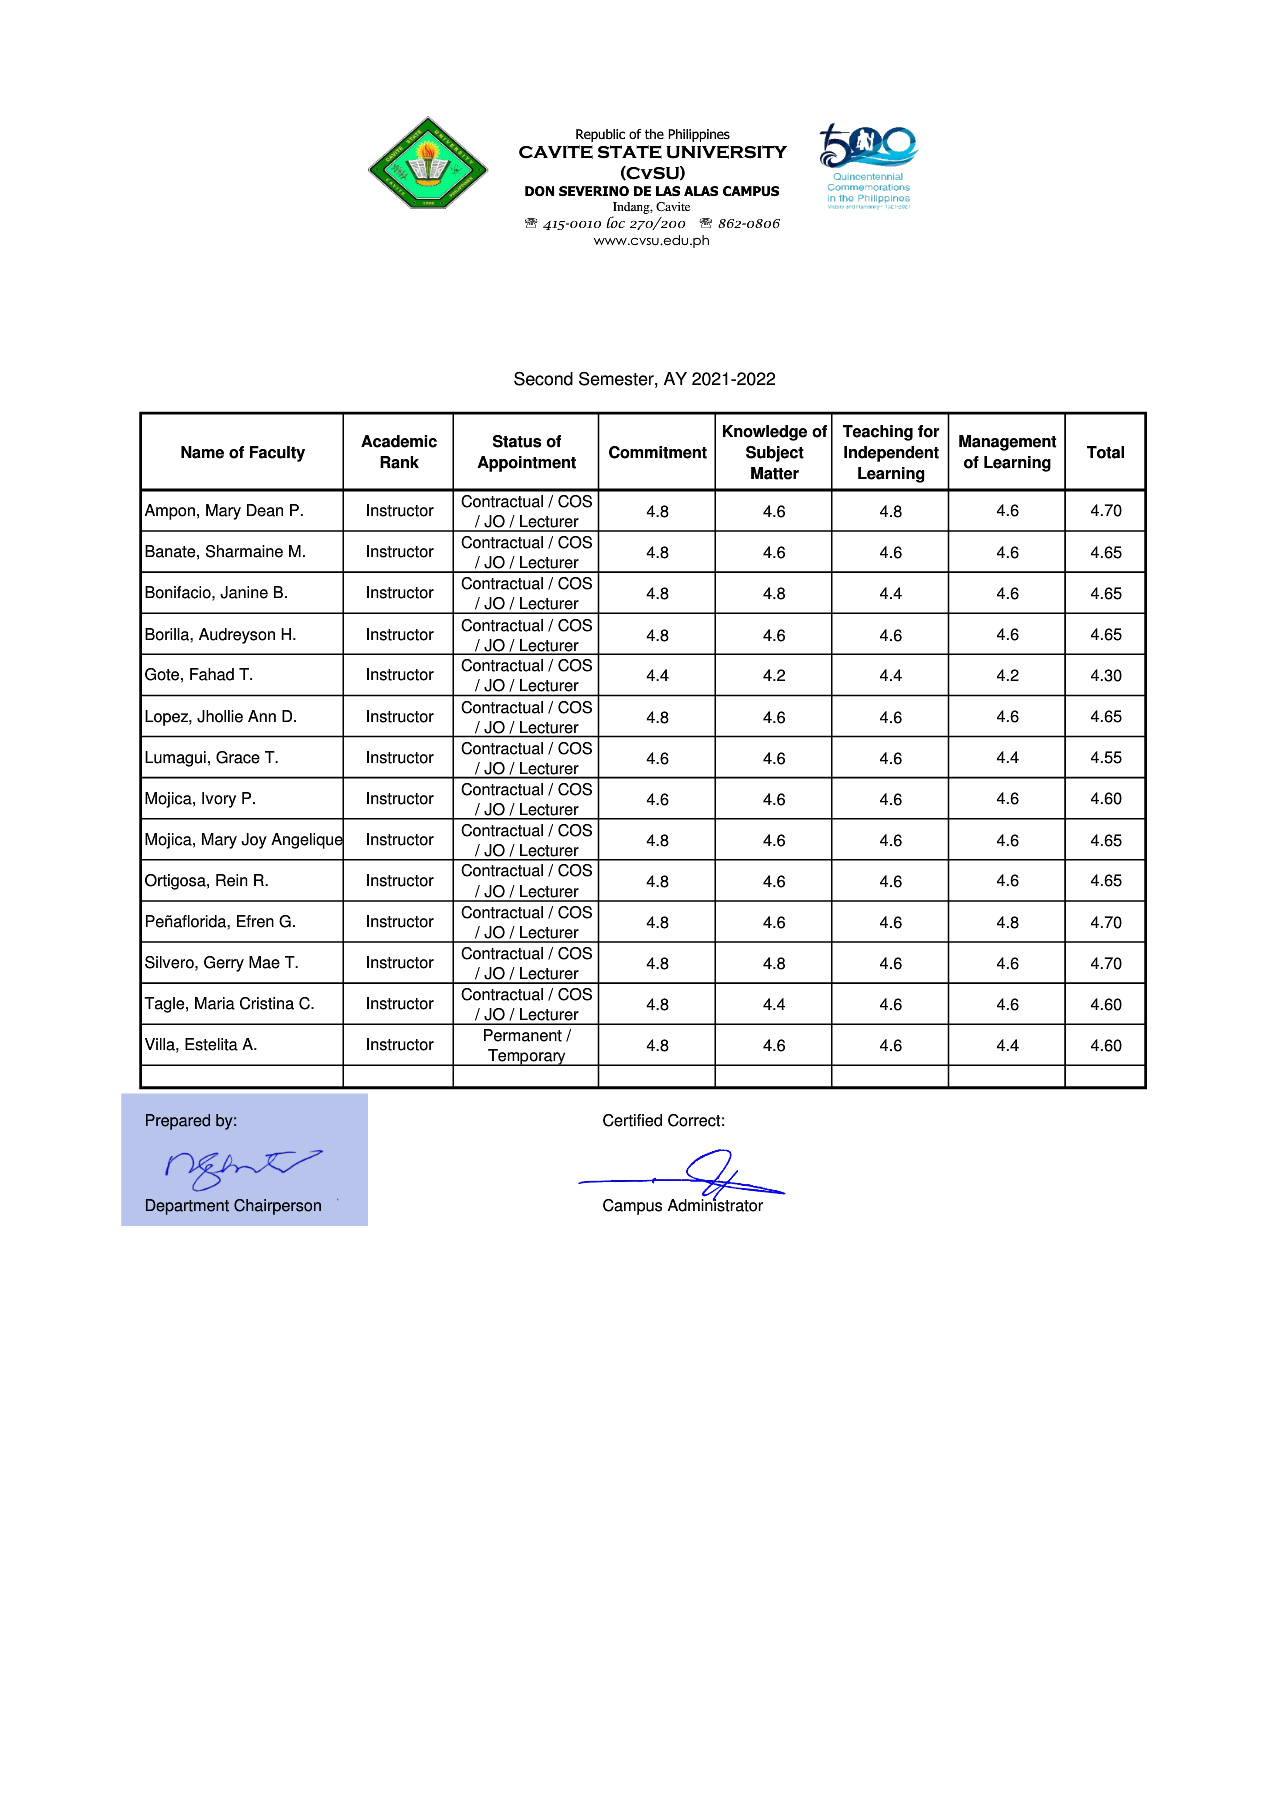 Republic of the Philippines
CAVITE STATE UNIVERSITY
(CvSU)
DON SEVERINO DE LAS ALAS CAMPUS
Indang, Cavite
☏ 415-0010 loc 270/200 ☏ 862-0806
www.cvsu.edu.ph
CAVITE STATE UNIVERSITY
CAVITE PHILIPPINES
1906
500
Quincentennial
Commemorations
in the Philippines
Victory and Humanity · 1521-2021
Second Semester, AY 2021-2022
Name of Faculty Academic Rank Status of Appointment Commitment Knowledge of Subject Matter Teaching for Independent Learning Management of Learning Total
Ampon, Mary Dean P. Instructor Contractual / COS / JO / Lecturer 4.8 4.6 4.8 4.6 4.70
Banate, Sharmaine M. Instructor Contractual / COS / JO / Lecturer 4.8 4.6 4.6 4.6 4.65
Bonifacio, Janine B. Instructor Contractual / COS / JO / Lecturer 4.8 4.8 4.4 4.6 4.65
Borilla, Audreyson H. Instructor Contractual / COS / JO / Lecturer 4.8 4.6 4.6 4.6 4.65
Gote, Fahad T. Instructor Contractual / COS / JO / Lecturer 4.4 4.2 4.4 4.2 4.30
Lopez, Jhollie Ann D. Instructor Contractual / COS / JO / Lecturer 4.8 4.6 4.6 4.6 4.65
Lumagui, Grace T. Instructor Contractual / COS / JO / Lecturer 4.6 4.6 4.6 4.4 4.55
Mojica, Ivory P. Instructor Contractual / COS / JO / Lecturer 4.6 4.6 4.6 4.6 4.60
Mojica, Mary Joy Angelique Instructor Contractual / COS / JO / Lecturer 4.8 4.6 4.6 4.6 4.65
Ortigosa, Rein R. Instructor Contractual / COS / JO / Lecturer 4.8 4.6 4.6 4.6 4.65
Peñaflorida, Efren G. Instructor Contractual / COS / JO / Lecturer 4.8 4.6 4.6 4.8 4.70
Silvero, Gerry Mae T. Instructor Contractual / COS / JO / Lecturer 4.8 4.8 4.6 4.6 4.70
Tagle, Maria Cristina C. Instructor Contractual / COS / JO / Lecturer 4.8 4.4 4.6 4.6 4.60
Villa, Estelita A. Instructor Permanent / Temporary 4.8 4.6 4.6 4.4 4.60
Prepared by: Certified Correct:
Department Chairperson Campus Administrator